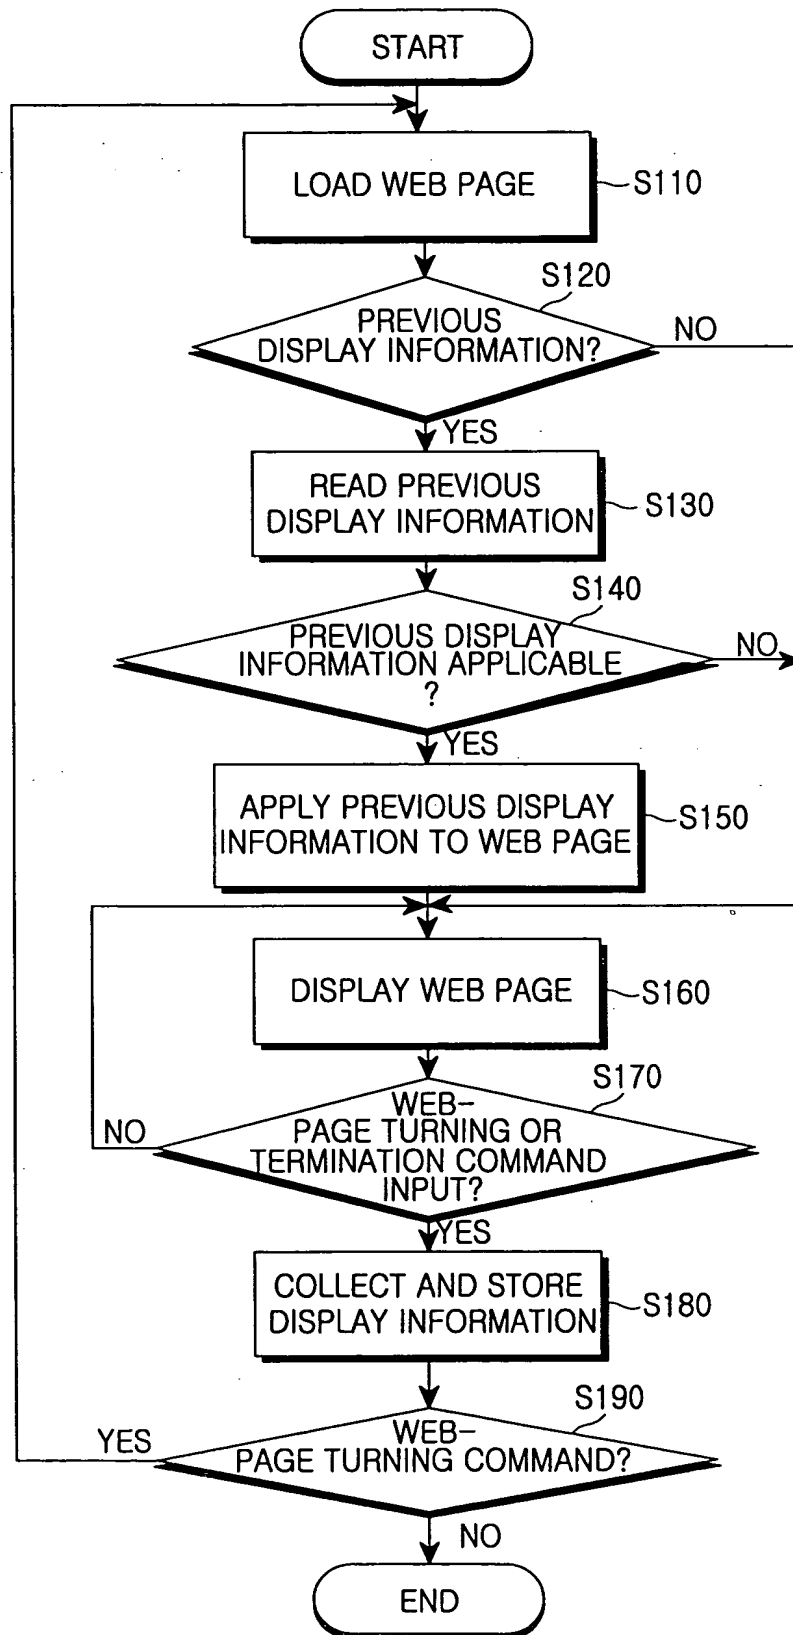 START
LOAD WEB PAGE
S110
S120
PREVIOUS
DISPLAY INFORMATION?
NO
YES
READ PREVIOUS
DISPLAY INFORMATION
S130
S140
PREVIOUS DISPLAY
INFORMATION APPLICABLE
?
NO
YES
APPLY PREVIOUS DISPLAY
INFORMATION TO WEB PAGE
S150
DISPLAY WEB PAGE
S160
S170
WEB-
PAGE TURNING OR
TERMINATION COMMAND
INPUT?
NO
YES
COLLECT AND STORE
DISPLAY INFORMATION
S180
S190
WEB-
PAGE TURNING COMMAND?
YES
NO
END